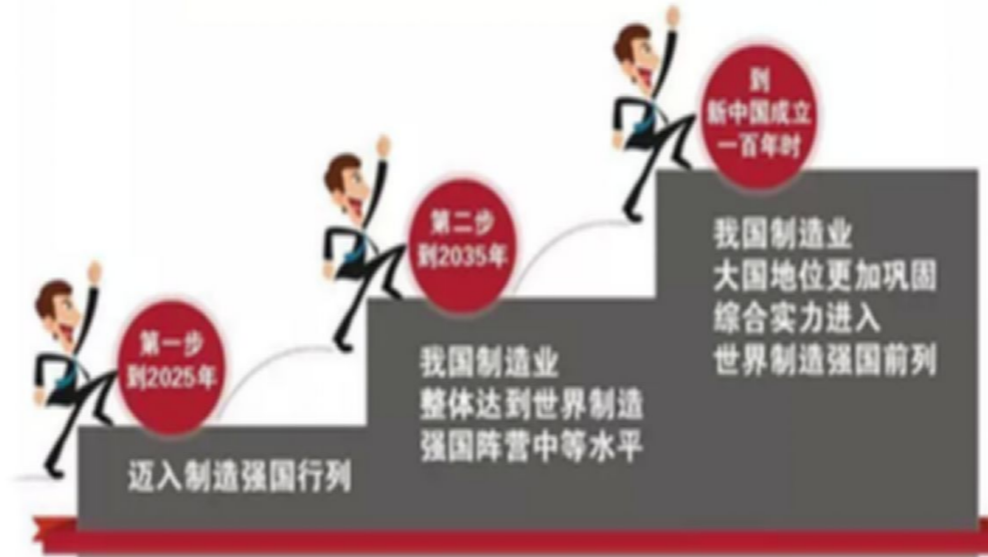 第一步
到2025年
迈入制造强国行列
第二步
到2035年
我国制造业
整体达到世界制造
强国阵营中等水平
到
新中国成立
一百年时
我国制造业
大国地位更加巩固
综合实力进入
世界制造强国前列